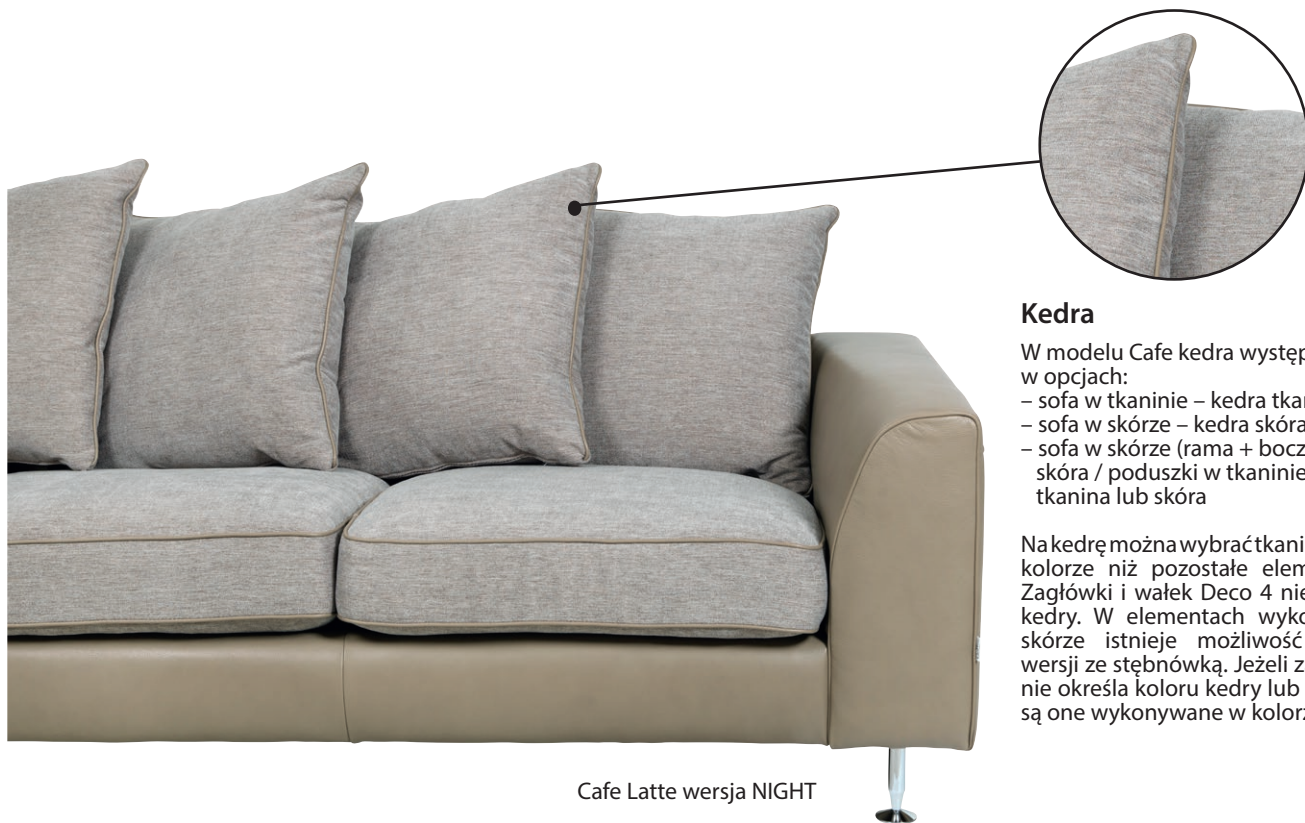 Kedra
W modelu Cafe kedra występ
w opcjach:
– sofa w tkaninie – kedra tkan
– sofa w skórze – kedra skóra
– sofa w skórze (rama + bocz
skóra / poduszki w tkaninie
tkanina lub skóra
Na kedrę można wybrać tkani
kolorze niż pozostałe elem
Zagłówki i wałek Deco 4 nie
kedry. W elementach wyko
skórze istnieje możliwość
wersji ze stębnówką. Jeżeli z
nie określa koloru kedry lub
są one wykonywane w kolorz
Cafe Latte wersja NIGHT